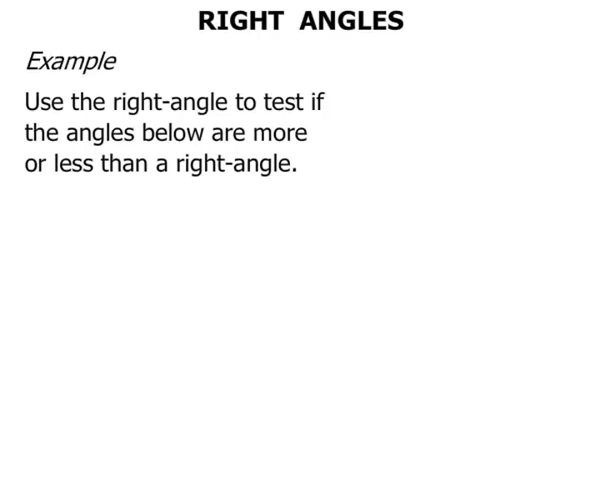 RIGHT ANGLES
Example
Use the right-angle to test if
the angles below are more
or less than a right-angle.